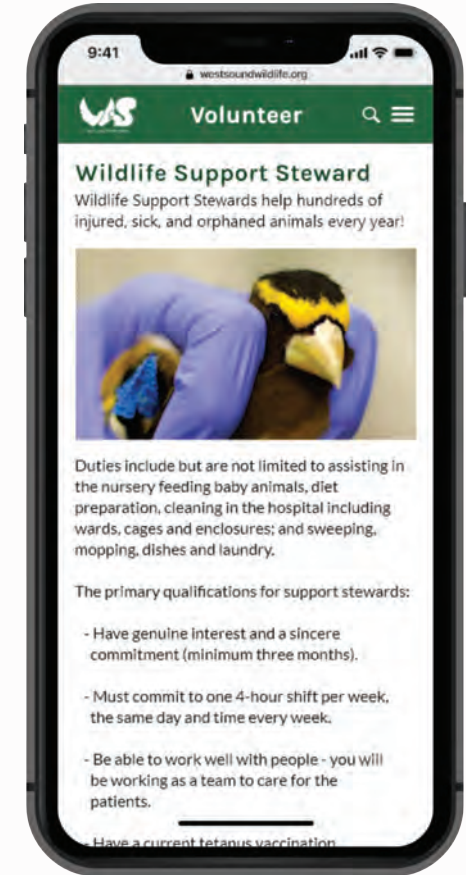 9:41
westsoundwildlife.org
Volunteer
Wildlife Support Steward
Wildlife Support Stewards help hundreds of
injured, sick, and orphaned animals every year!
Duties include but are not limited to assisting in
the nursery feeding baby animals, diet
preparation, cleaning in the hospital including
wards, cages and enclosures; and sweeping,
mopping, dishes and laundry.
The primary qualifications for support stewards:
- Have genuine interest and a sincere
commitment (minimum three months).
- Must commit to one 4-hour shift per week,
the same day and time every week.
- Be able to work well with people - you will
be working as a team to care for the
patients.
- Have a current tetanus vaccination